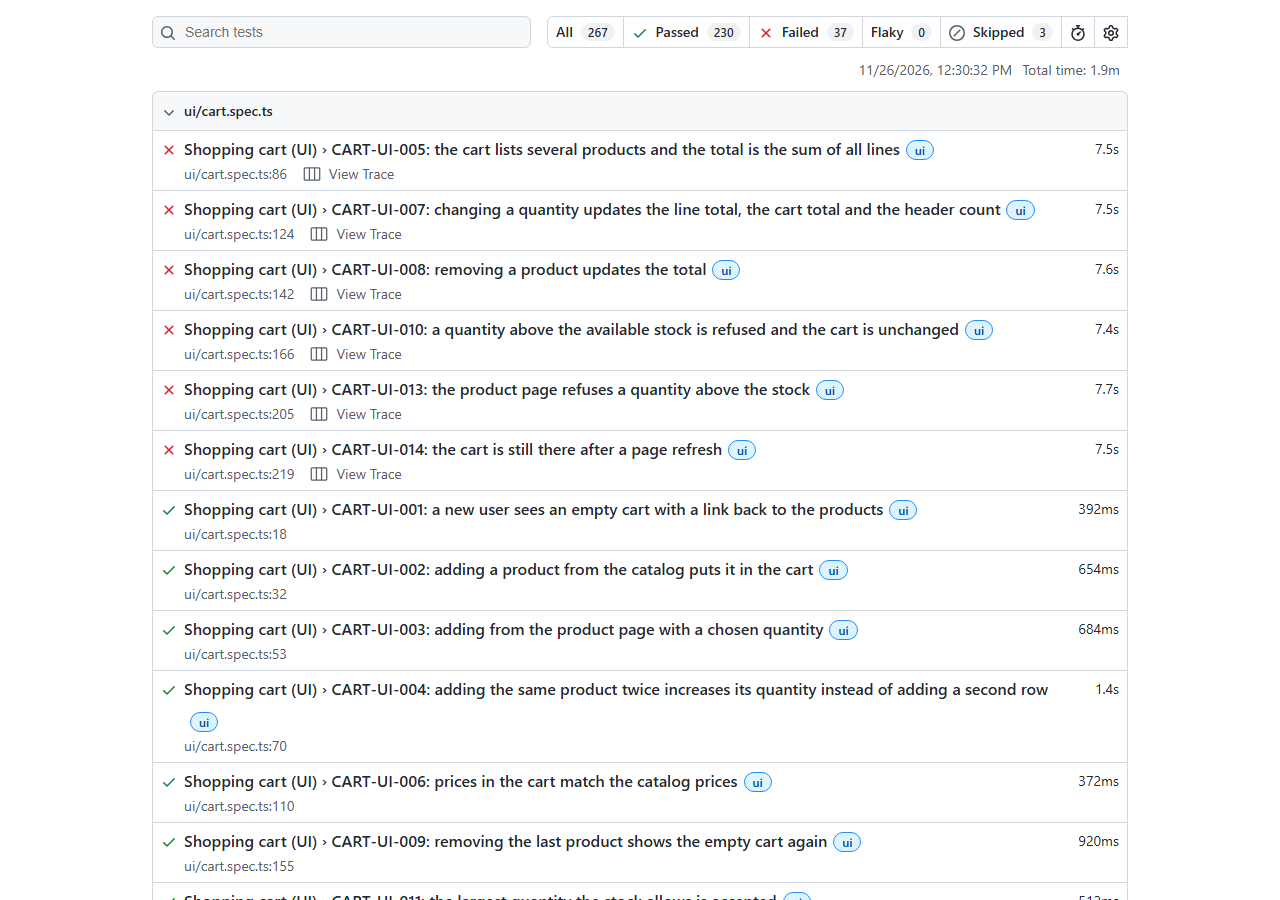 Search tests
All 267 Passed 230 Failed 37 Flaky 0 Skipped 3
11/26/2026, 12:30:32 PM Total time: 1.9m
ui/cart.spec.ts
Shopping cart (UI) › CART-UI-005: the cart lists several products and the total is the sum of all lines ui 7.5s
ui/cart.spec.ts:86 View Trace
Shopping cart (UI) › CART-UI-007: changing a quantity updates the line total, the cart total and the header count ui 7.5s
ui/cart.spec.ts:124 View Trace
Shopping cart (UI) › CART-UI-008: removing a product updates the total ui 7.6s
ui/cart.spec.ts:142 View Trace
Shopping cart (UI) › CART-UI-010: a quantity above the available stock is refused and the cart is unchanged ui 7.4s
ui/cart.spec.ts:166 View Trace
Shopping cart (UI) › CART-UI-013: the product page refuses a quantity above the stock ui 7.7s
ui/cart.spec.ts:205 View Trace
Shopping cart (UI) › CART-UI-014: the cart is still there after a page refresh ui 7.5s
ui/cart.spec.ts:219 View Trace
Shopping cart (UI) › CART-UI-001: a new user sees an empty cart with a link back to the products ui 392ms
ui/cart.spec.ts:18
Shopping cart (UI) › CART-UI-002: adding a product from the catalog puts it in the cart ui 654ms
ui/cart.spec.ts:32
Shopping cart (UI) › CART-UI-003: adding from the product page with a chosen quantity ui 684ms
ui/cart.spec.ts:53
Shopping cart (UI) › CART-UI-004: adding the same product twice increases its quantity instead of adding a second row 1.4s
ui
ui/cart.spec.ts:70
Shopping cart (UI) › CART-UI-006: prices in the cart match the catalog prices ui 372ms
ui/cart.spec.ts:110
Shopping cart (UI) › CART-UI-009: removing the last product shows the empty cart again ui 920ms
ui/cart.spec.ts:155
Shopping cart (UI) › CART-UI-011: the largest quantity the stock allows is accepted